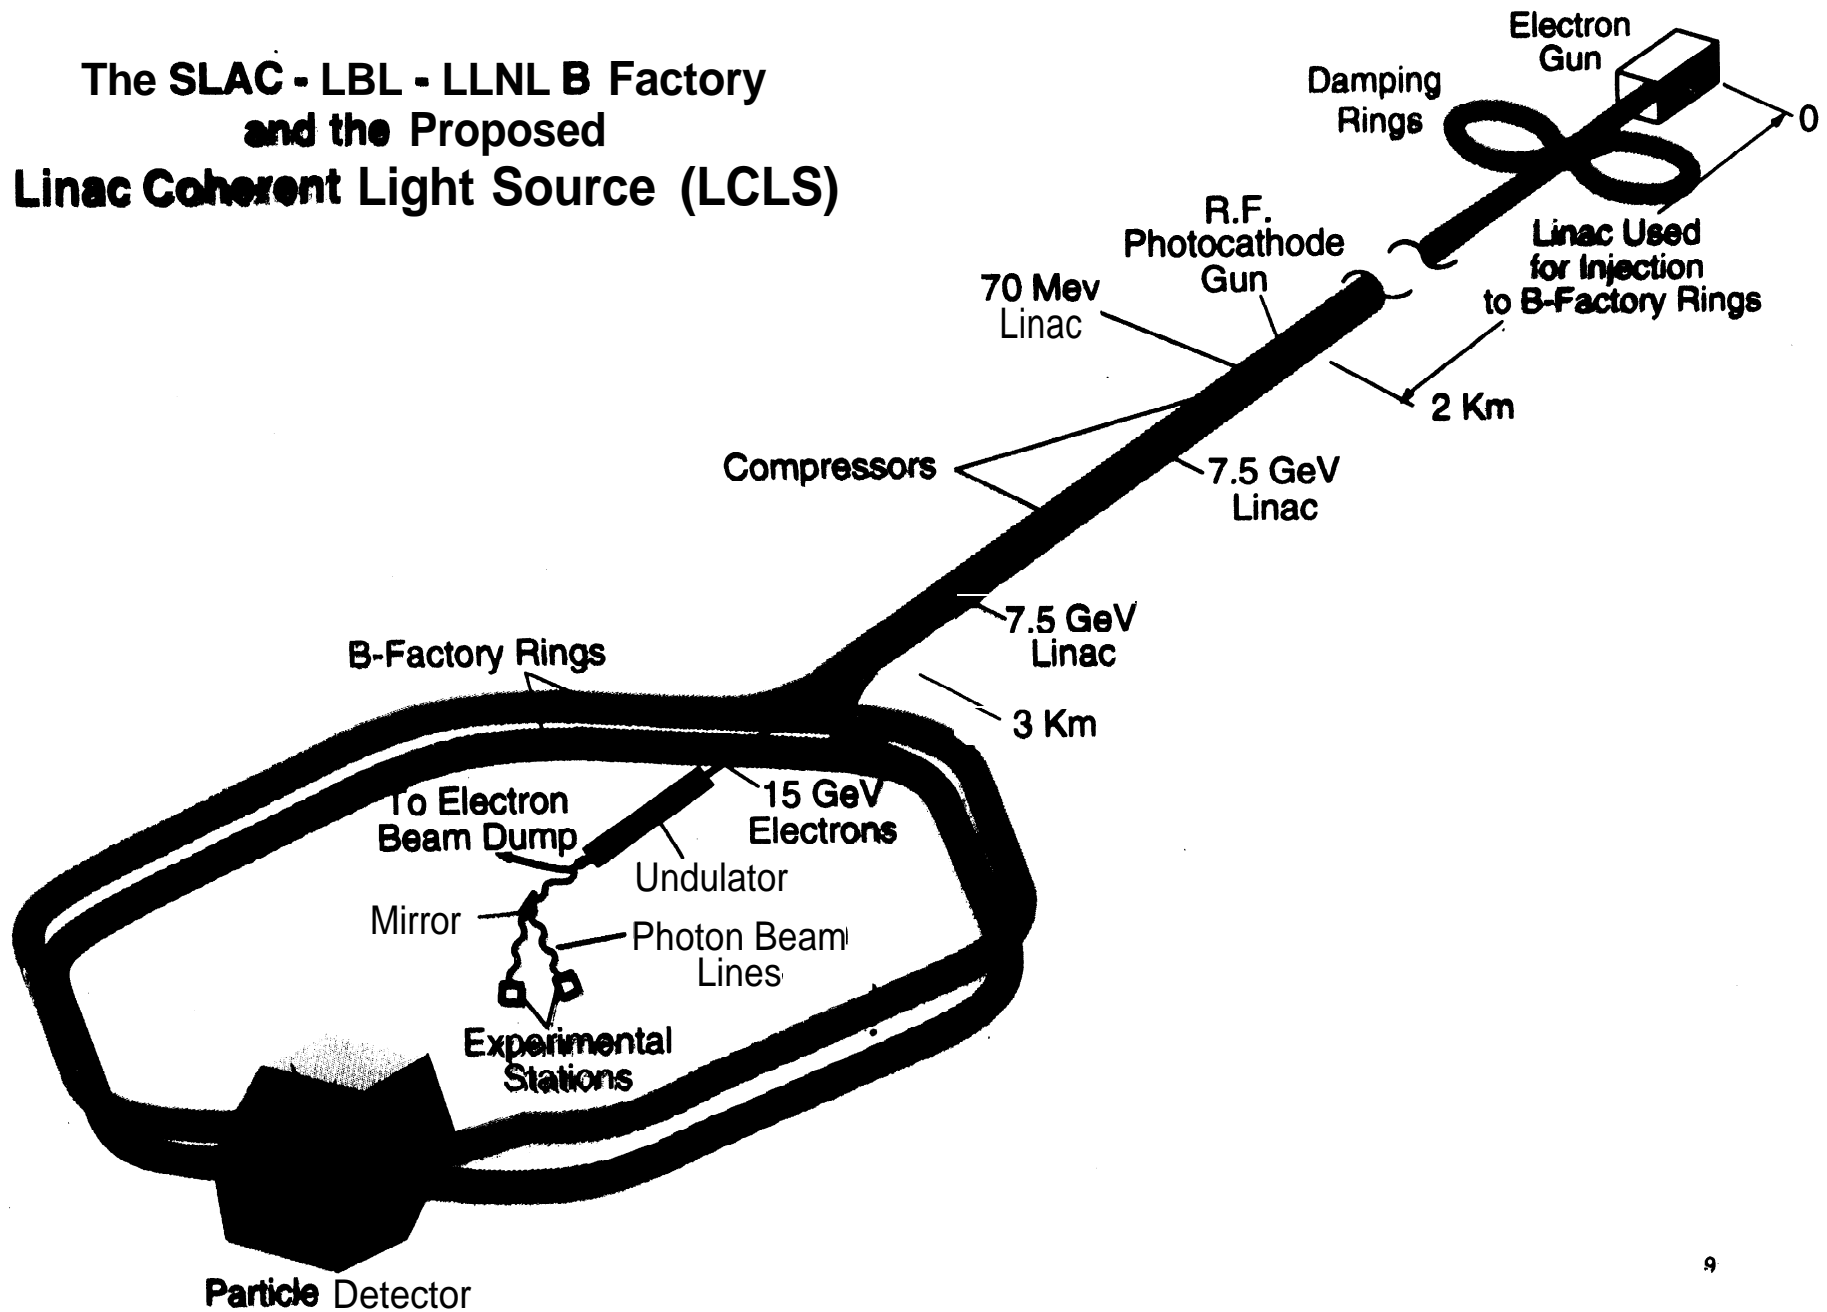 The SLAC - LBL - LLNL B Factory
and the Proposed
Linac Coherent Light Source (LCLS)
Electron
Gun
Damping
Rings
0
R.F.
Photocathode
Gun
Linac Used
for Injection
to B-Factory Rings
70 Mev
Linac
2 Km
Compressors
7.5 GeV
Linac
7.5 GeV
Linac
B-Factory Rings
3 Km
To Electron
Beam Dump
15 GeV
Electrons
Undulator
Mirror
Photon Beam
Lines
Experimental
Stations
Particle Detector
9